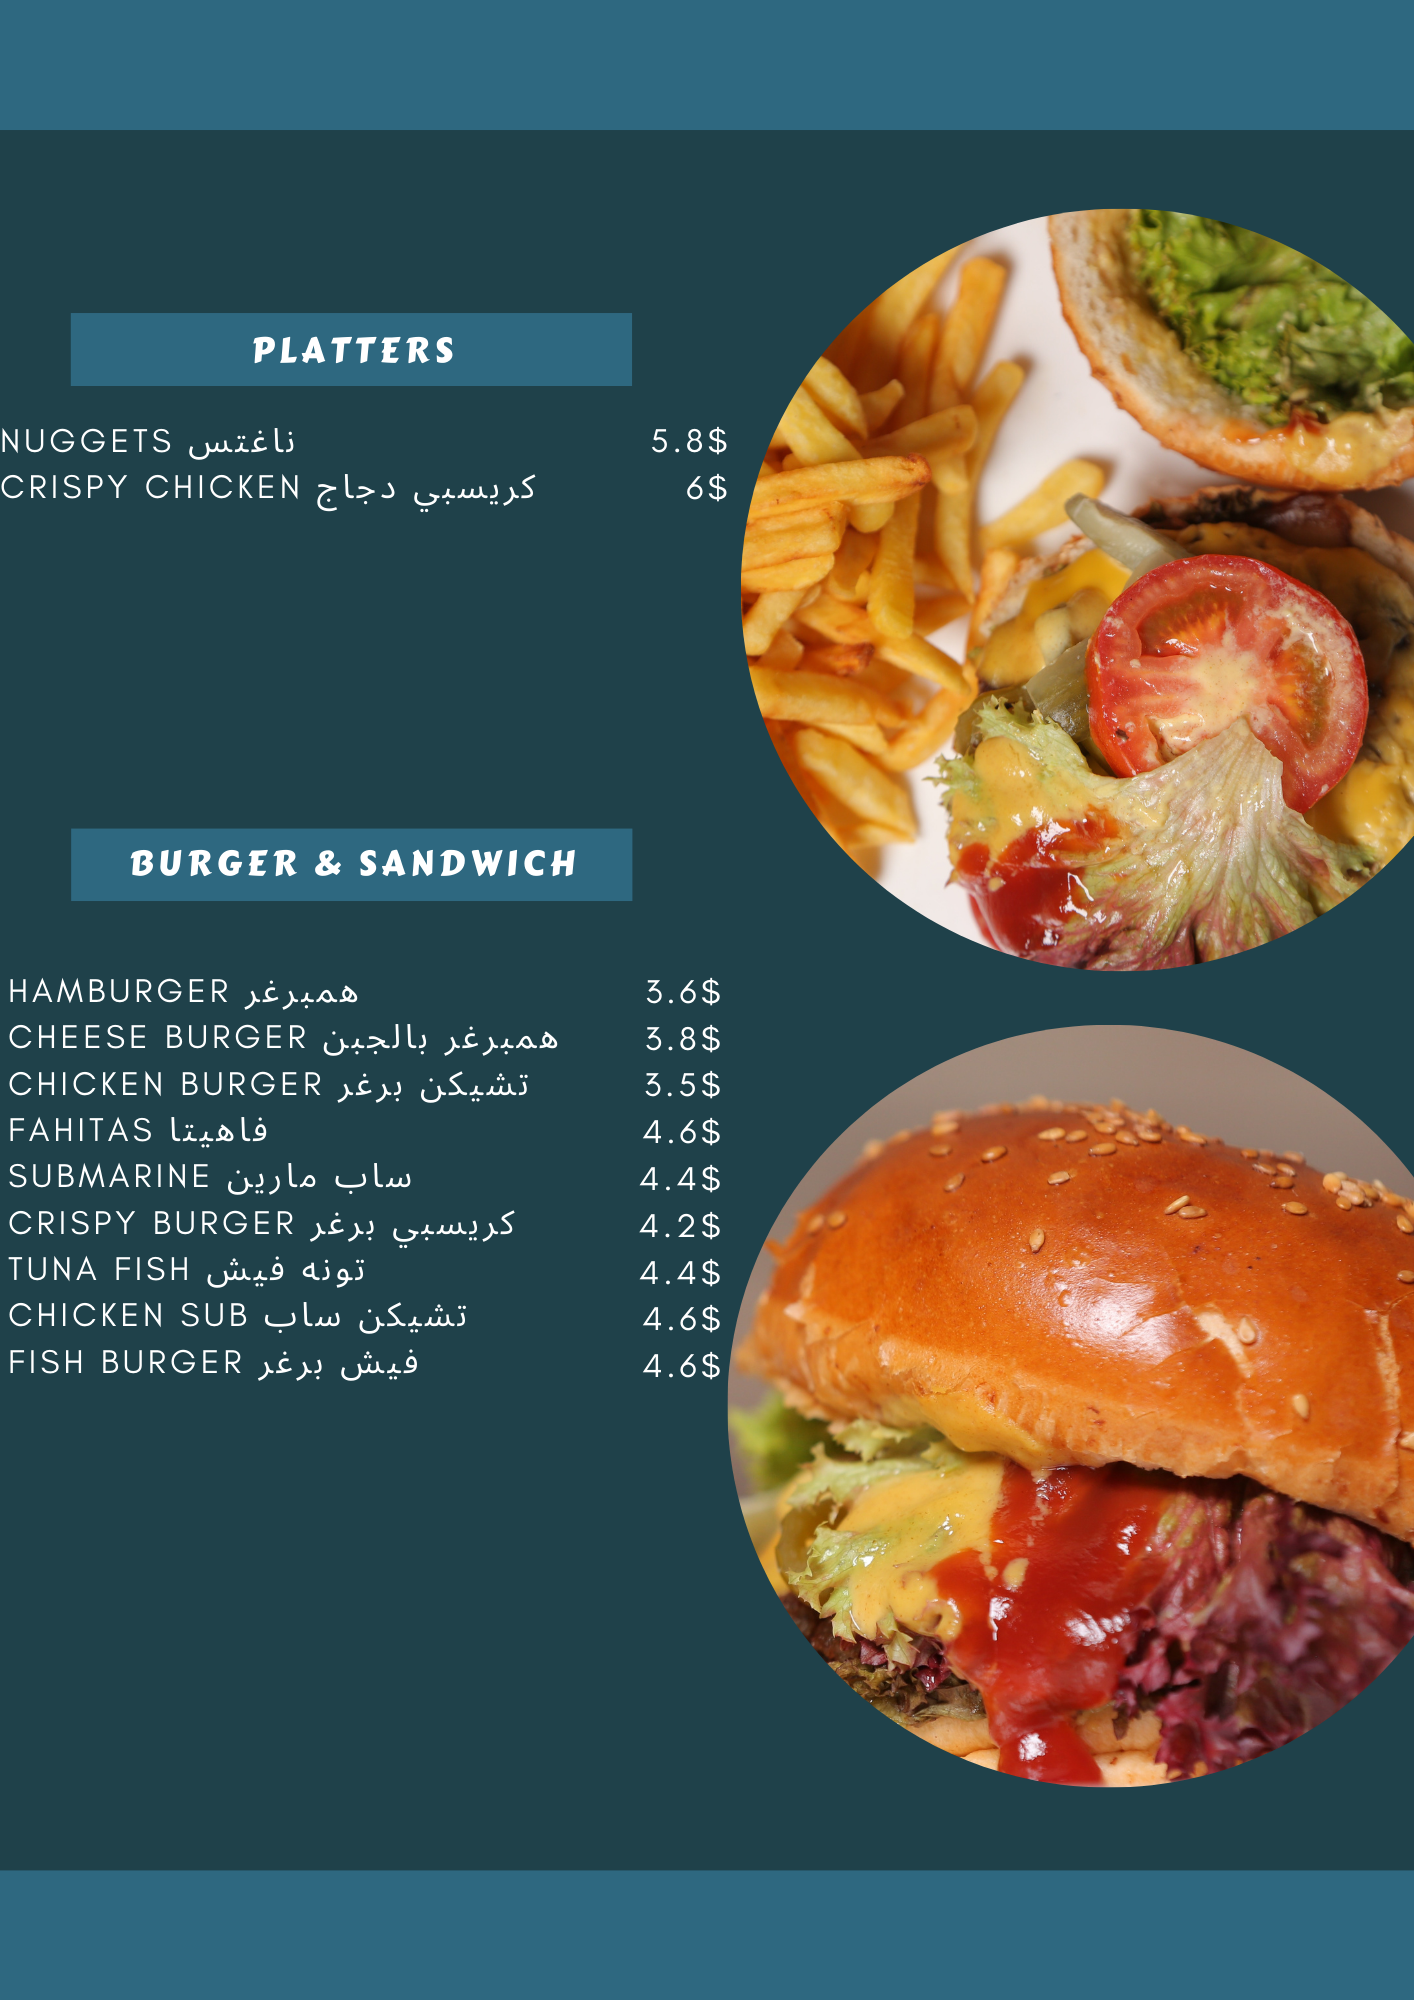 PLATTERS
NUGGETS ناغتس 5.8$
CRISPY CHICKEN كريسبي دجاج 6$
BURGER & SANDWICH
HAMBURGER همبرغر 3.6$
CHEESE BURGER همبرغر بالجبن 3.8$
CHICKEN BURGER تشيكن برغر 3.5$
FAHITAS فاهيتا 4.6$
SUBMARINE ساب مارين 4.4$
CRISPY BURGER كريسبي برغر 4.2$
TUNA FISH تونه فيش 4.4$
CHICKEN SUB تشيكن ساب 4.6$
FISH BURGER فيش برغر 4.6$